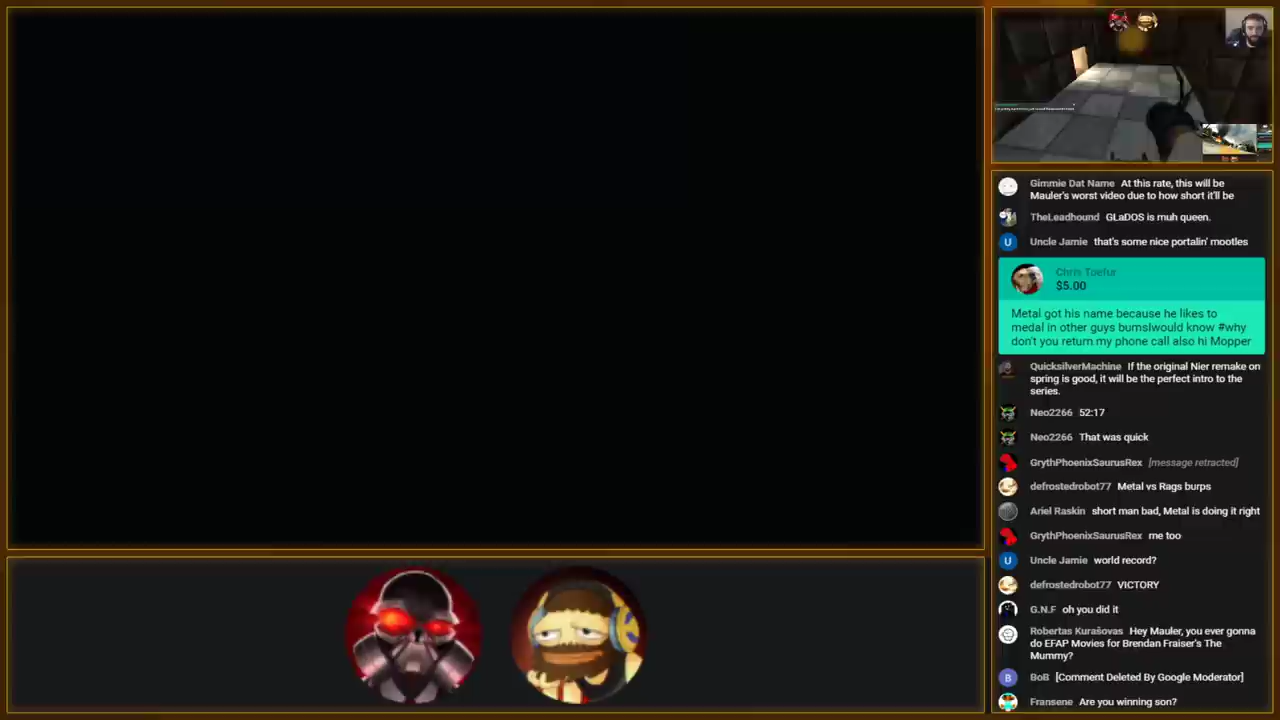 Gimmie Dat Name At this rate, this will be
Mauler's worst video due to how short it'll be
TheLeadhound GLaDOS is muh queen.
U Uncle Jamie that's some nice portalin' mootles
Chris Toefur
$5.00
Metal got his name because he likes to
medal in other guys bumsIwould know #why
don't you return my phone call also hi Mopper
QuicksilverMachine If the original Nier remake on
spring is good, it will be the perfect intro to the
series.
Neo2266 52:17
Neo2266 That was quick
GrythPhoenixSaurusRex [message retracted]
defrostedrobot77 Metal vs Rags burps
Ariel Raskin short man bad, Metal is doing it right
GrythPhoenixSaurusRex me too
U Uncle Jamie world record?
defrostedrobot77 VICTORY
G.N.F oh you did it
Robertas Kurašovas Hey Mauler, you ever gonna
do EFAP Movies for Brendan Fraiser's The
Mummy?
B BoB [Comment Deleted By Google Moderator]
Fransene Are you winning son?